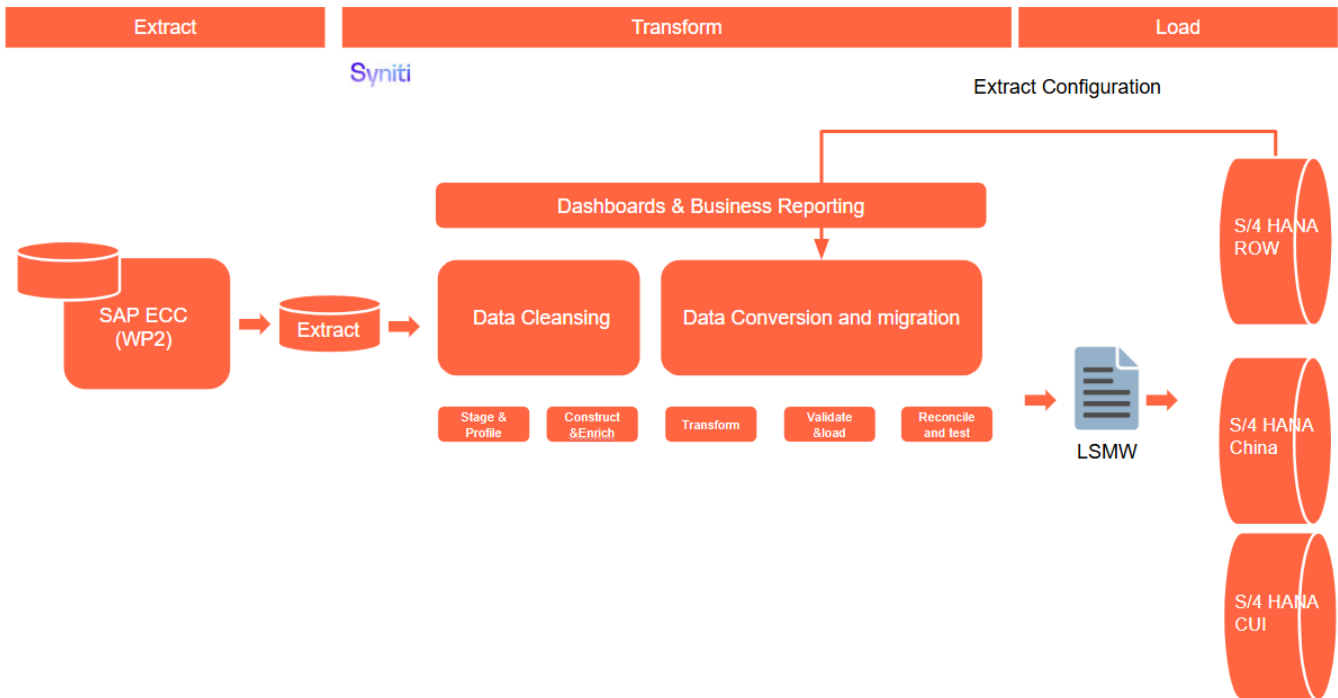 Extract
Transform
Load
Syniti
Extract Configuration
Dashboards & Business Reporting
S/4 HANA
ROW
SAP ECC
(WP2)
Extract
Data Cleansing
Data Conversion and migration
Stage &
Profile
Construct
&Enrich
Transform
Validate
&load
Reconcile
and test
LSMW
S/4 HANA
China
S/4 HANA
CUI